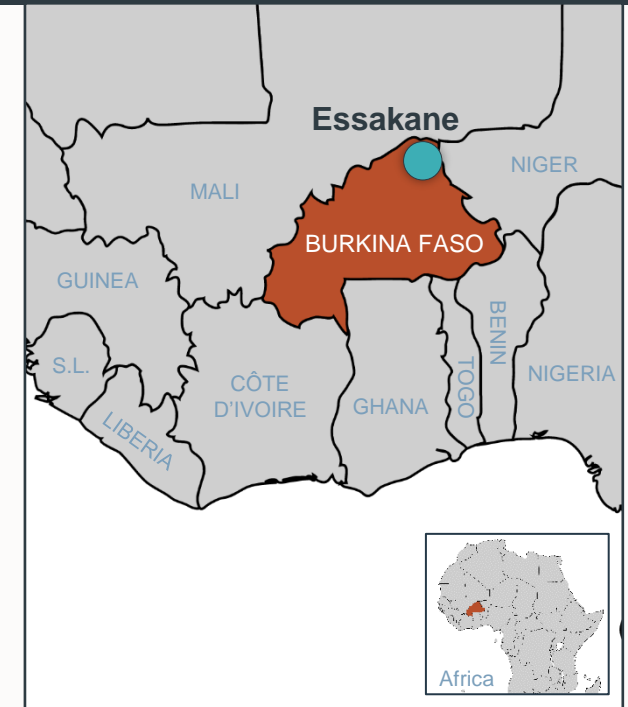 Essakane
NIGER
MALI
BURKINA FASO
GUINEA
BENIN
S.L.
TOGO
NIGERIA
CÔTE
D'IVOIRE
GHANA
LIBERIA
Africa